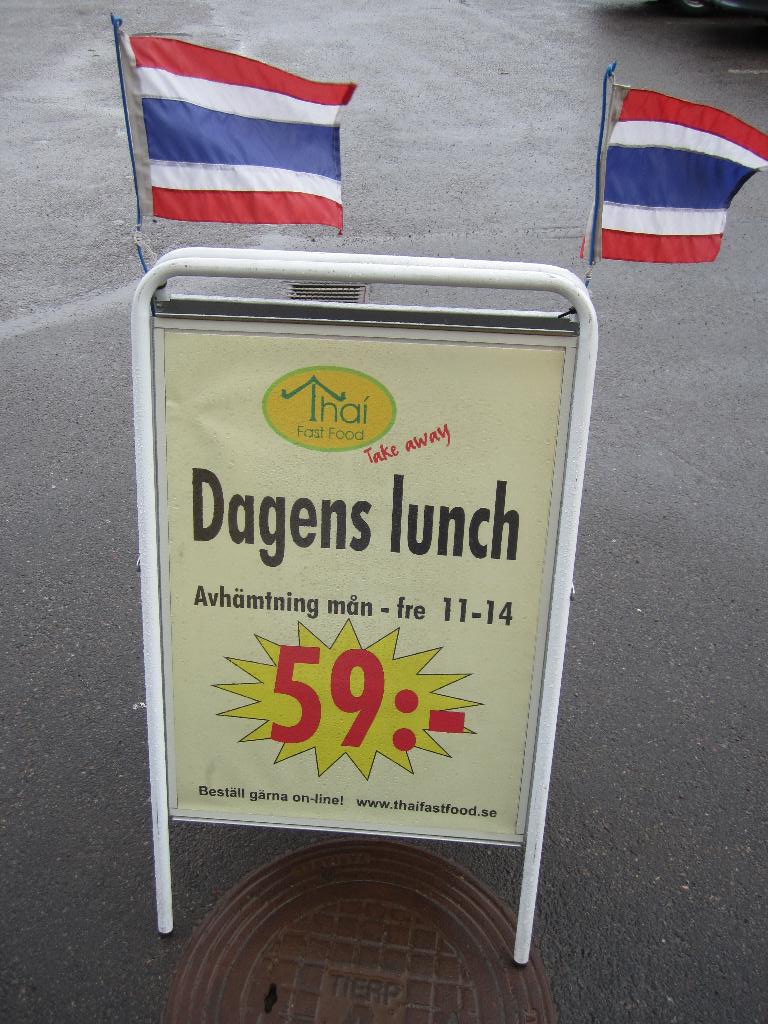 Thai
Fast Food
Take away
Dagens lunch
Avhämtning mån - fre 11-14
59:-
Beställ gärna on-line! www.thaifastfood.se
TIERP